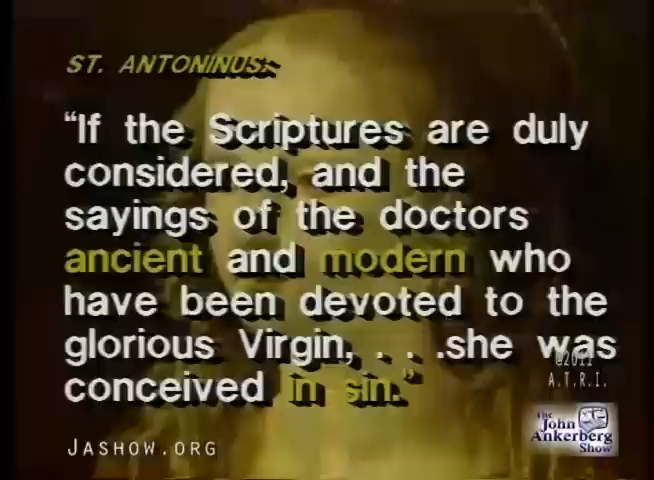 ST. ANTONINUS:
“If the Scriptures are duly
considered, and the
sayings of the doctors
ancient and modern who
have been devoted to the
glorious Virgin, . . .she was
conceived in sin.”
©2011
A.T.R.I.
The
John
Ankerberg
Show
JASHOW.ORG